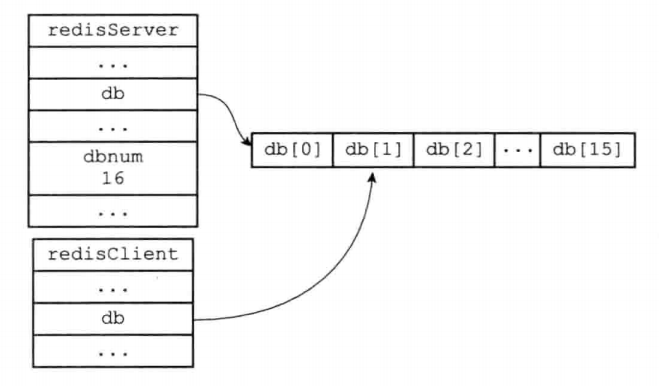 redisServer
...
db
...
dbnum
16
...
db[0] db[1] db[2] ... db[15]
redisClient
...
db
...